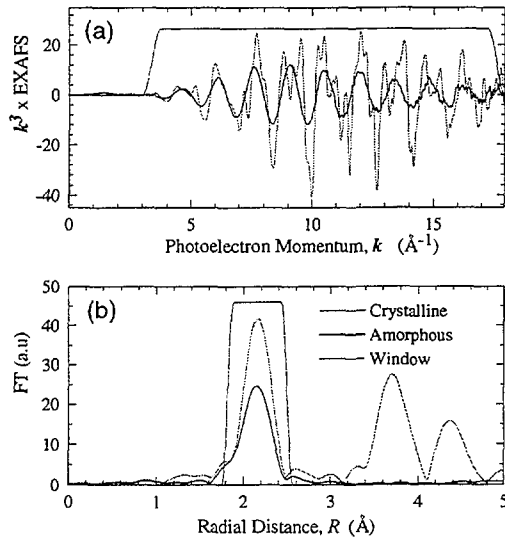 (a)
k³ x EXAFS
20
0
-20
-40
0
5
10
15
Photoelectron Momentum, k (Å⁻¹)
(b)
FT (a.u)
50
40
30
20
10
0
Crystalline
Amorphous
Window
0
1
2
3
4
5
Radial Distance, R (Å)